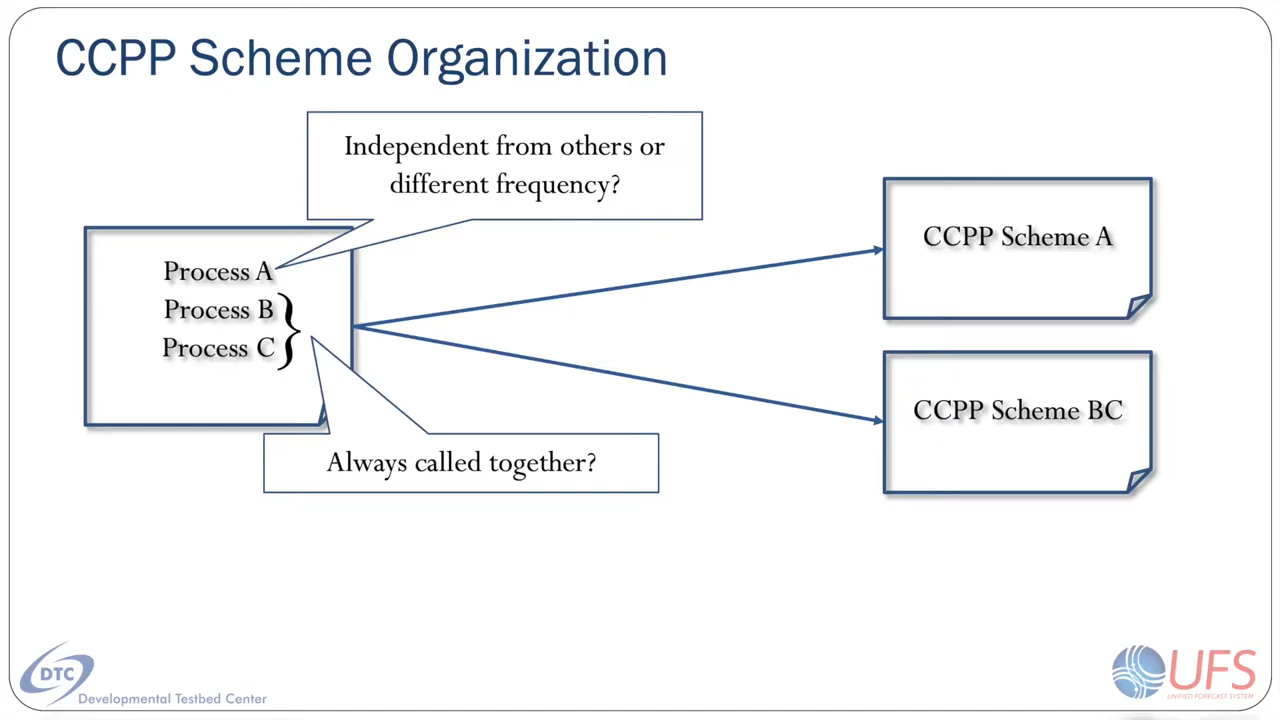 CCPP Scheme Organization
Independent from others or
different frequency?
Process A
Process B
Process C
Always called together?
CCPP Scheme A
CCPP Scheme BC
DTC
Developmental Testbed Center
UFS
UNIFIED FORECAST SYSTEM